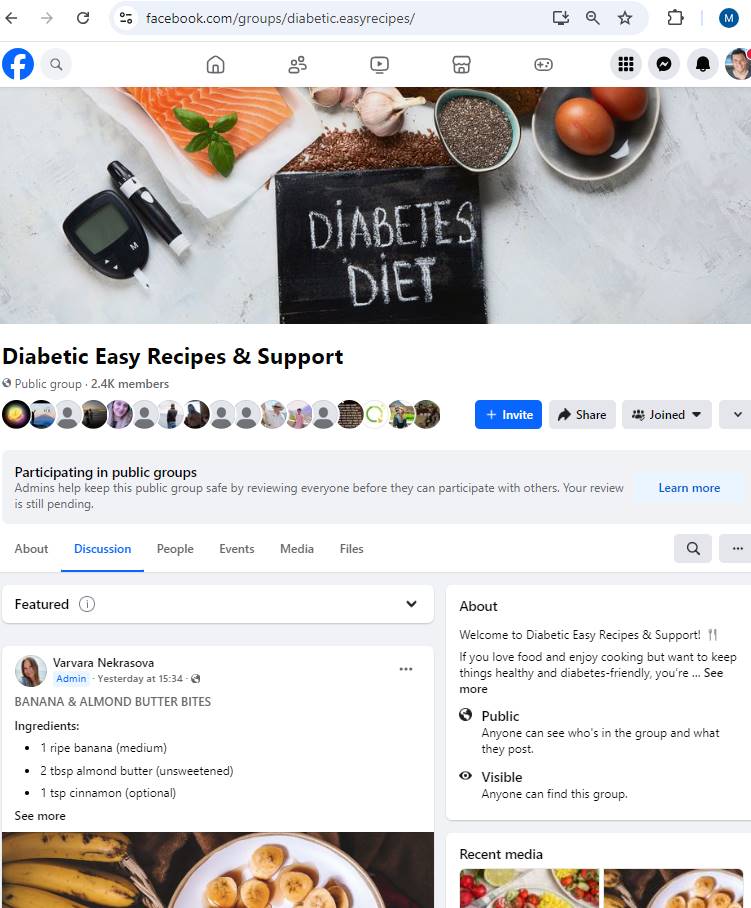 facebook.com/groups/diabetic.easyrecipes/
M
M
DIABETES
DIET
Diabetic Easy Recipes & Support
Public group · 2.4K members
+ Invite
Share
Joined
Participating in public groups
Admins help keep this public group safe by reviewing everyone before they can participate with others. Your review
is still pending.
Learn more
About
Discussion
People
Events
Media
Files
Featured
Varvara Nekrasova
Admin · Yesterday at 15:34 ·
BANANA & ALMOND BUTTER BITES
Ingredients:
• 1 ripe banana (medium)
• 2 tbsp almond butter (unsweetened)
• 1 tsp cinnamon (optional)
See more
About
Welcome to Diabetic Easy Recipes & Support! 🍴
If you love food and enjoy cooking but want to keep
things healthy and diabetes-friendly, you're ... See
more
Public
Anyone can see who's in the group and what
they post.
Visible
Anyone can find this group.
Recent media